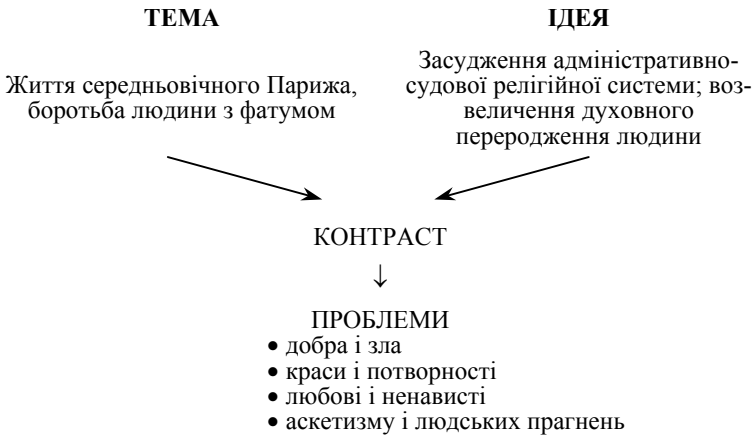 ТЕМА
Життя середньовічного Парижа,
боротьба людини з фатумом
ІДЕЯ
Засудження адміністративно-
судової релігійної системи; воз-
величення духовного
переродження людини
КОНТРАСТ
ПРОБЛЕМИ
• добра і зла
• краси і потворності
• любові і ненависті
• аскетизму і людських прагнень